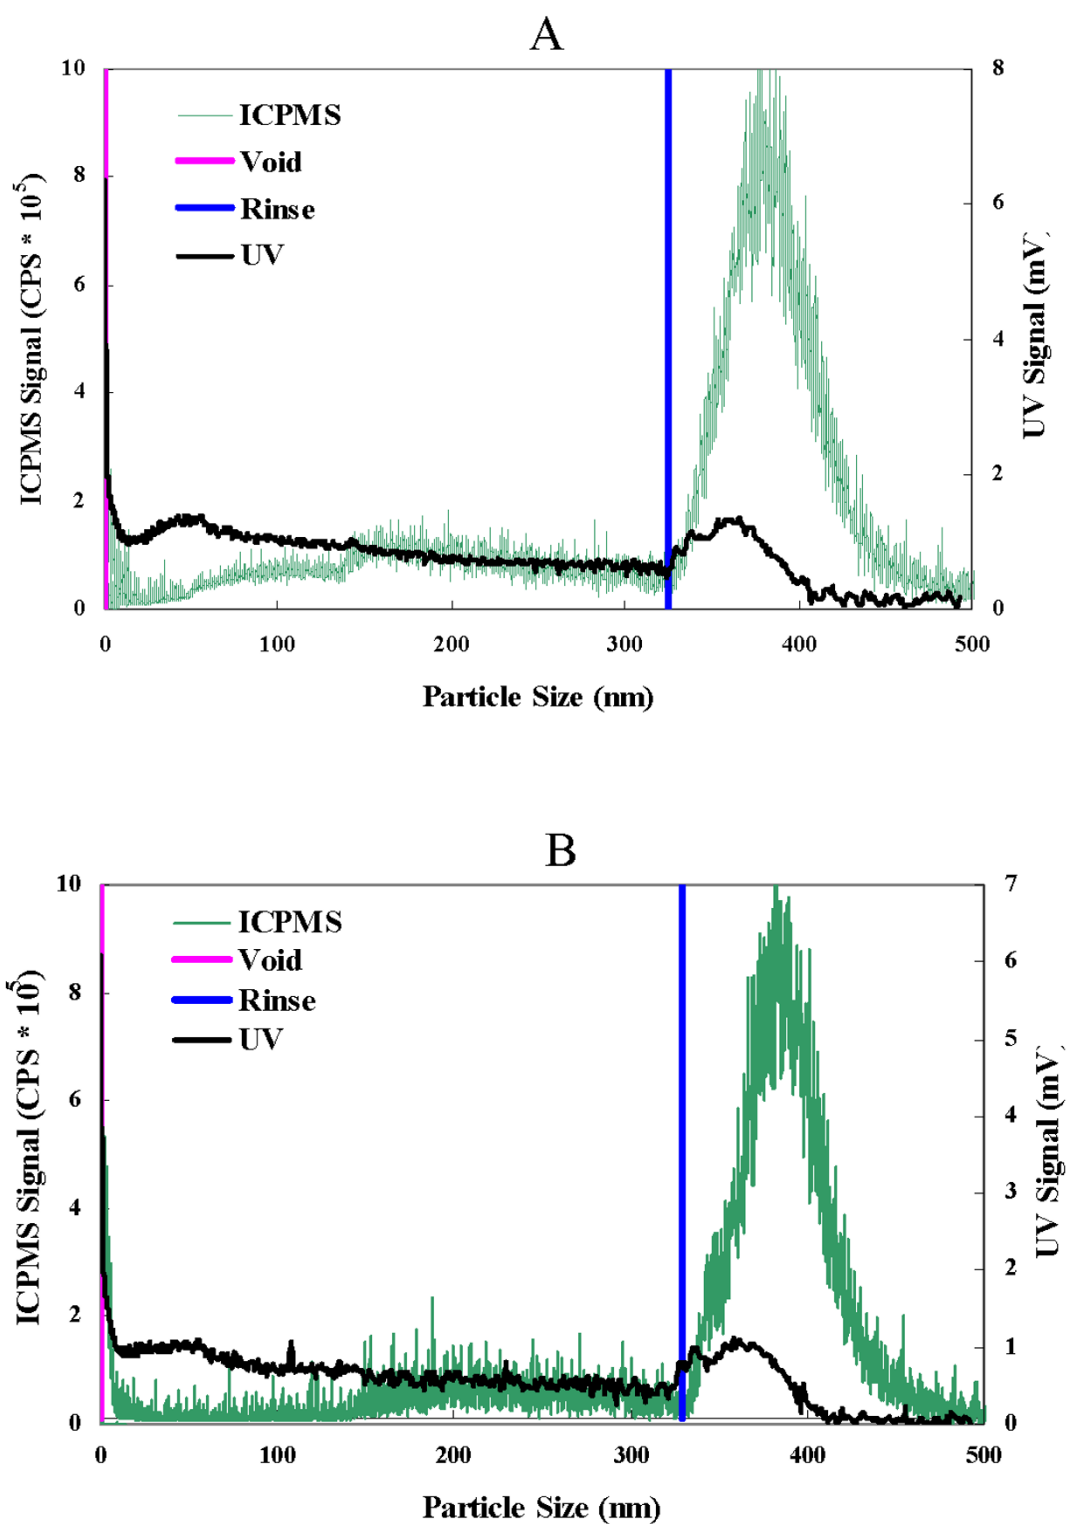 A
10
8
6
4
2
0
ICPMS Signal (CPS * 10⁵)
ICPMS
Void
Rinse
UV
8
6
4
2
0
UV Signal (mV)
0 100 200 300 400 500
Particle Size (nm)
B
10
8
6
4
2
0
ICPMS Signal (CPS * 10⁵)
ICPMS
Void
Rinse
UV
7
6
5
4
3
2
1
0
UV Signal (mV)
0 100 200 300 400 500
Particle Size (nm)